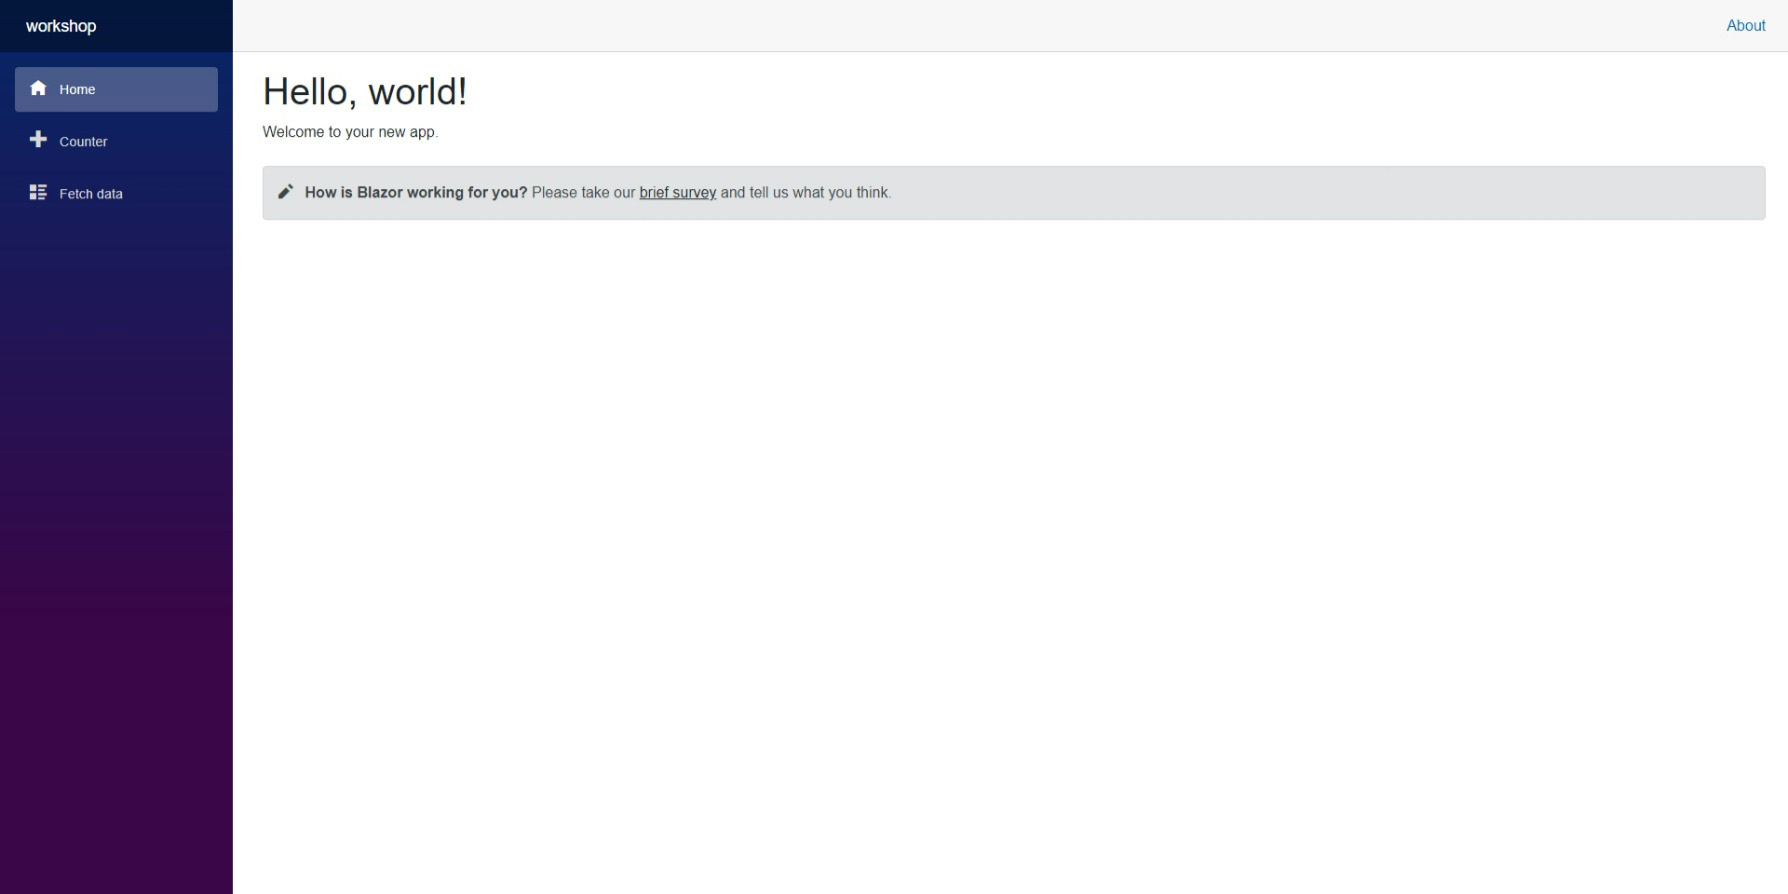 workshop
About
Home
Counter
Fetch data
Hello, world!
Welcome to your new app.
How is Blazor working for you? Please take our brief survey and tell us what you think.